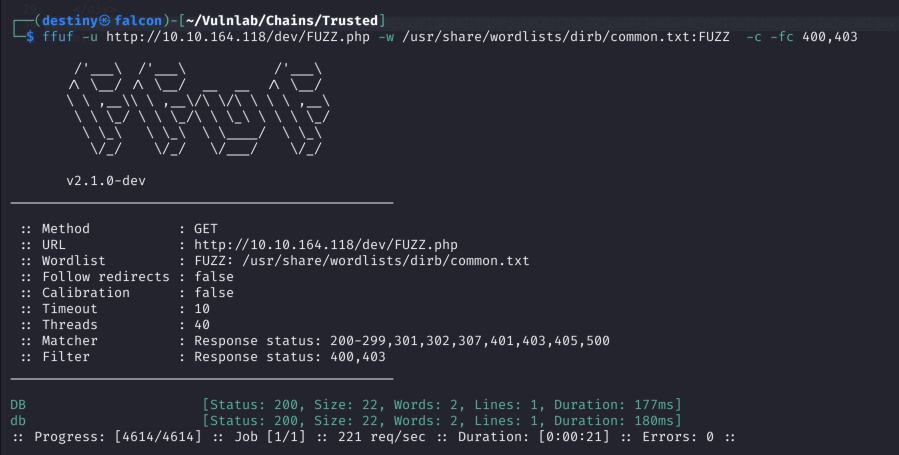 ┌──(destiny㉿falcon)-[~/Vulnlab/Chains/Trusted]
└─$ ffuf -u http://10.10.164.118/dev/FUZZ.php -w /usr/share/wordlists/dirb/common.txt:FUZZ  -c -fc 400,403
v2.1.0-dev
:: Method : GET
:: URL : http://10.10.164.118/dev/FUZZ.php
:: Wordlist : FUZZ: /usr/share/wordlists/dirb/common.txt
:: Follow redirects : false
:: Calibration : false
:: Timeout : 10
:: Threads : 40
:: Matcher : Response status: 200-299,301,302,307,401,403,405,500
:: Filter : Response status: 400,403
DB [Status: 200, Size: 22, Words: 2, Lines: 1, Duration: 177ms]
db [Status: 200, Size: 22, Words: 2, Lines: 1, Duration: 180ms]
:: Progress: [4614/4614] :: Job [1/1] :: 221 req/sec :: Duration: [0:00:21] :: Errors: 0 ::